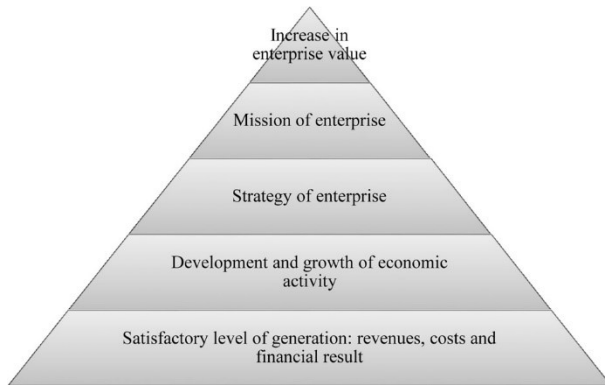 Increase in
enterprise value
Mission of enterprise
Strategy of enterprise
Development and growth of economic
activity
Satisfactory level of generation: revenues, costs and
financial result